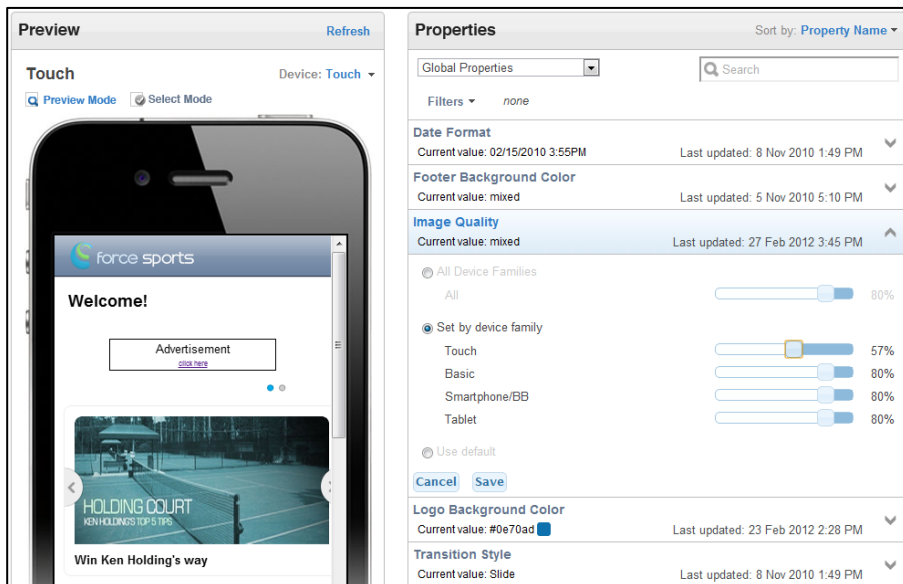 Preview
Refresh
Touch
Device: Touch
Preview Mode
Select Mode
force sports
Welcome!
Advertisement
click here
HOLDING COURT
KEN HOLDING'S TOP 5 TIPS
Win Ken Holding's way
Properties
Sort by: Property Name
Global Properties
Search
Filters
none
Date Format
Current value: 02/15/2010 3:55PM
Last updated: 8 Nov 2010 1:49 PM
Footer Background Color
Current value: mixed
Last updated: 5 Nov 2010 5:10 PM
Image Quality
Current value: mixed
Last updated: 27 Feb 2012 3:45 PM
All Device Families
All 80%
Set by device family
Touch 57%
Basic 80%
Smartphone/BB 80%
Tablet 80%
Use default
Cancel Save
Logo Background Color
Current value: #0e70ad
Last updated: 23 Feb 2012 2:28 PM
Transition Style
Current value: Slide
Last updated: 8 Nov 2010 1:49 PM